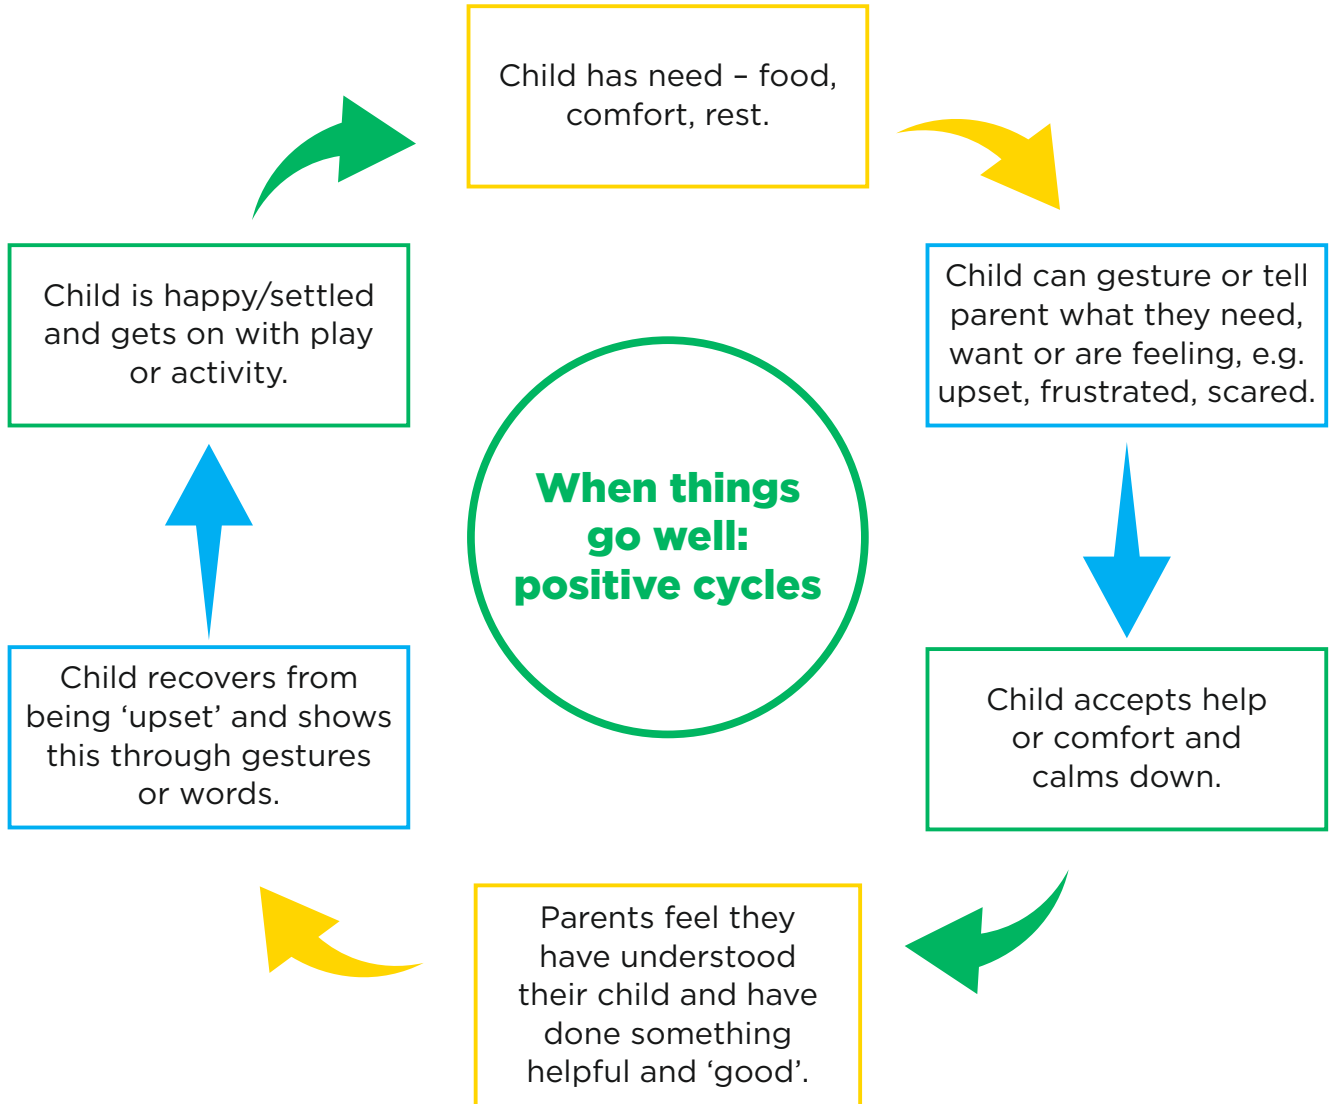 Child has need – food,
comfort, rest.
Child can gesture or tell
parent what they need,
want or are feeling, e.g.
upset, frustrated, scared.
Child accepts help
or comfort and
calms down.
Parents feel they
have understood
their child and have
done something
helpful and ‘good’.
Child recovers from
being ‘upset’ and shows
this through gestures
or words.
Child is happy/settled
and gets on with play
or activity.
When things
go well:
positive cycles